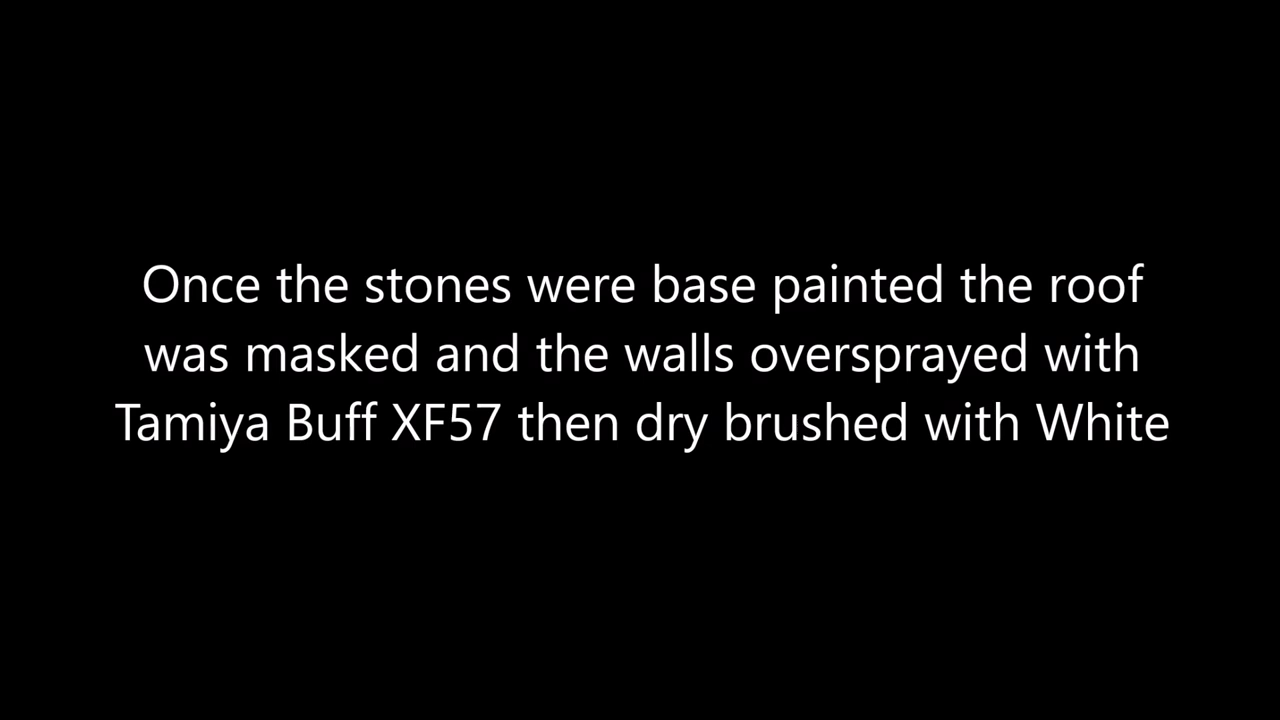 Once the stones were base painted the roof
was masked and the walls oversprayed with
Tamiya Buff XF57 then dry brushed with White